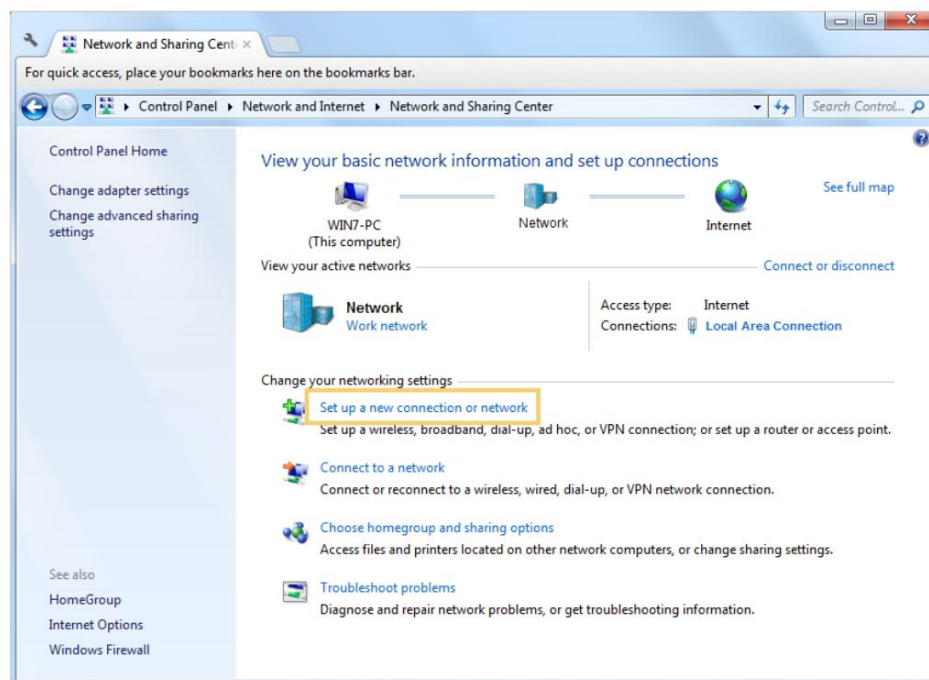 Network and Sharing Cent
For quick access, place your bookmarks here on the bookmarks bar.
Control Panel Network and Internet Network and Sharing Center
Search Control...
Control Panel Home
Change adapter settings
Change advanced sharing
settings
See also
HomeGroup
Internet Options
Windows Firewall
View your basic network information and set up connections
See full map
WIN7-PC
(This computer)
Network
Internet
View your active networks
Connect or disconnect
Network
Work network
Access type: Internet
Connections: Local Area Connection
Change your networking settings
Set up a new connection or network
Set up a wireless, broadband, dial-up, ad hoc, or VPN connection; or set up a router or access point.
Connect to a network
Connect or reconnect to a wireless, wired, dial-up, or VPN network connection.
Choose homegroup and sharing options
Access files and printers located on other network computers, or change sharing settings.
Troubleshoot problems
Diagnose and repair network problems, or get troubleshooting information.